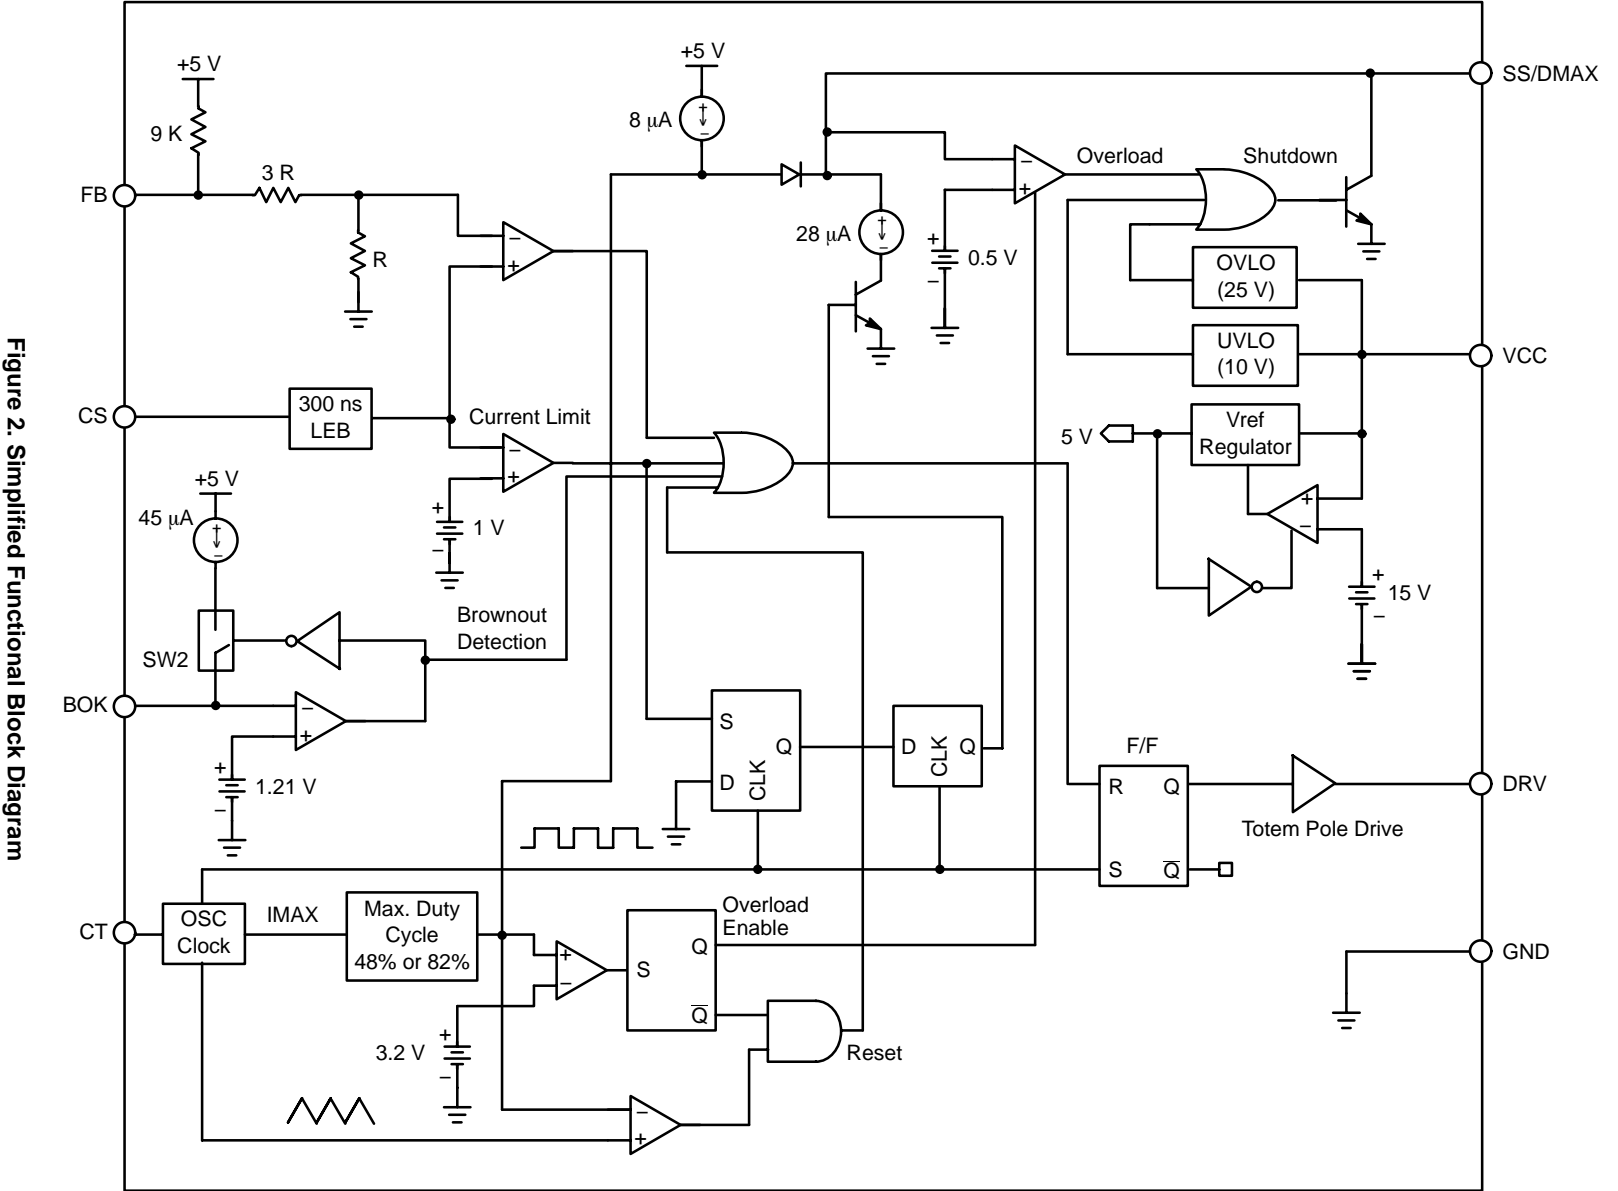 +5 V
SS/DMAX
+5 V
8 μA
9 K
Overload
Shutdown
3 R
FB
−
+
28 μA
+
0.5 V
−
R
−
+
OVLO
(25 V)
UVLO
(10 V)
VCC
300 ns
LEB
CS
Current Limit
Vref
Regulator
5 V
−
+
+5 V
45 μA
+
1 V
−
+
−
+
15 V
−
Brownout
Detection
SW2
BOK
−
+
S
Q
D
CLK
D
CLK
Q
F/F
+
1.21 V
−
R
Q
DRV
Totem Pole Drive
S
Q
OSC
Clock
CT
IMAX
Max. Duty
Cycle
48% or 82%
Overload
Enable
Q
+
−
S
Q
GND
+
3.2 V
−
Reset
−
+
Figure 2. Simplified Functional Block Diagram